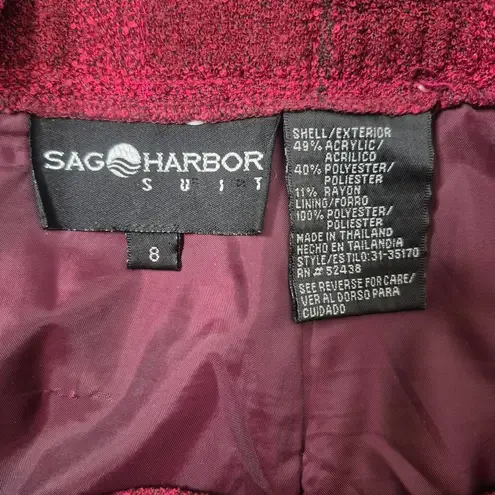 SAG HARBOR
SUIT
8
SHELL/EXTERIOR
49% ACRYLIC/
ACRILICO
40% POLYESTER/
POLIESTER
11% RAYON
LINING/FORRO
100% POLYESTER/
POLIESTER
MADE IN THAILAND
HECHO EN TAILANDIA
STYLE/ESTILO:31-35170
RN # 52438
SEE REVERSE FOR CARE/
VER AL DORSO PARA
CUIDADO